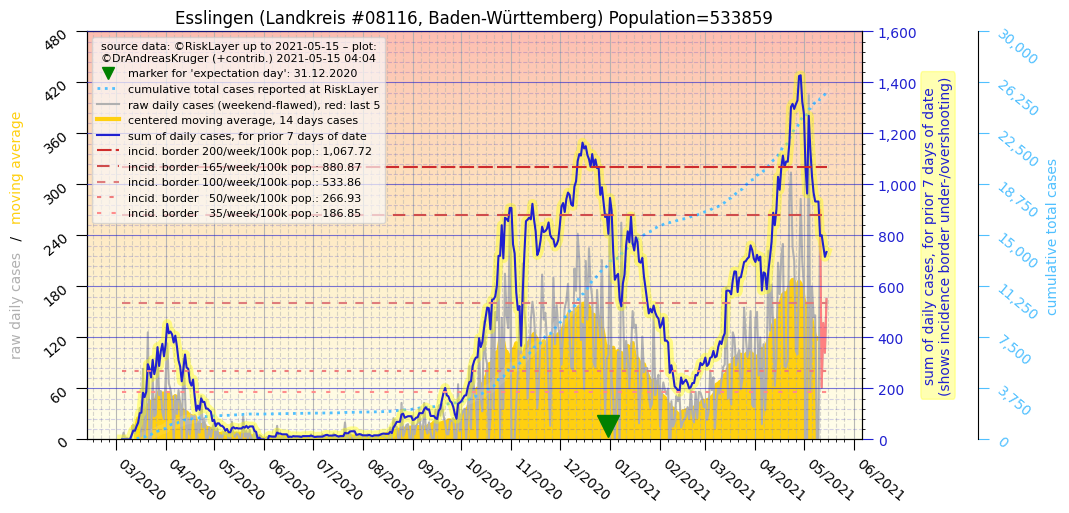 Esslingen (Landkreis #08116, Baden-Württemberg) Population=533859
source data: ©RiskLayer up to 2021-05-15 – plot:
©DrAndreasKruger (+contrib.) 2021-05-15 04:04
marker for 'expectation day': 31.12.2020
cumulative total cases reported at RiskLayer
raw daily cases (weekend-flawed), red: last 5
centered moving average, 14 days cases
sum of daily cases, for prior 7 days of date
incid. border 200/week/100k pop.: 1,067.72
incid. border 165/week/100k pop.: 880.87
incid. border 100/week/100k pop.: 533.86
incid. border 50/week/100k pop.: 266.93
incid. border 35/week/100k pop.: 186.85
raw daily cases / moving average
480
420
360
300
240
180
120
60
0
03/2020
04/2020
05/2020
06/2020
07/2020
08/2020
09/2020
10/2020
11/2020
12/2020
01/2021
02/2021
03/2021
04/2021
05/2021
06/2021
1,600
1,400
1,200
1,000
800
600
400
200
0
sum of daily cases, for prior 7 days of date
(shows incidence border under-/overshooting)
30,000
26,250
22,500
18,750
15,000
11,250
7,500
3,750
0
cumulative total cases